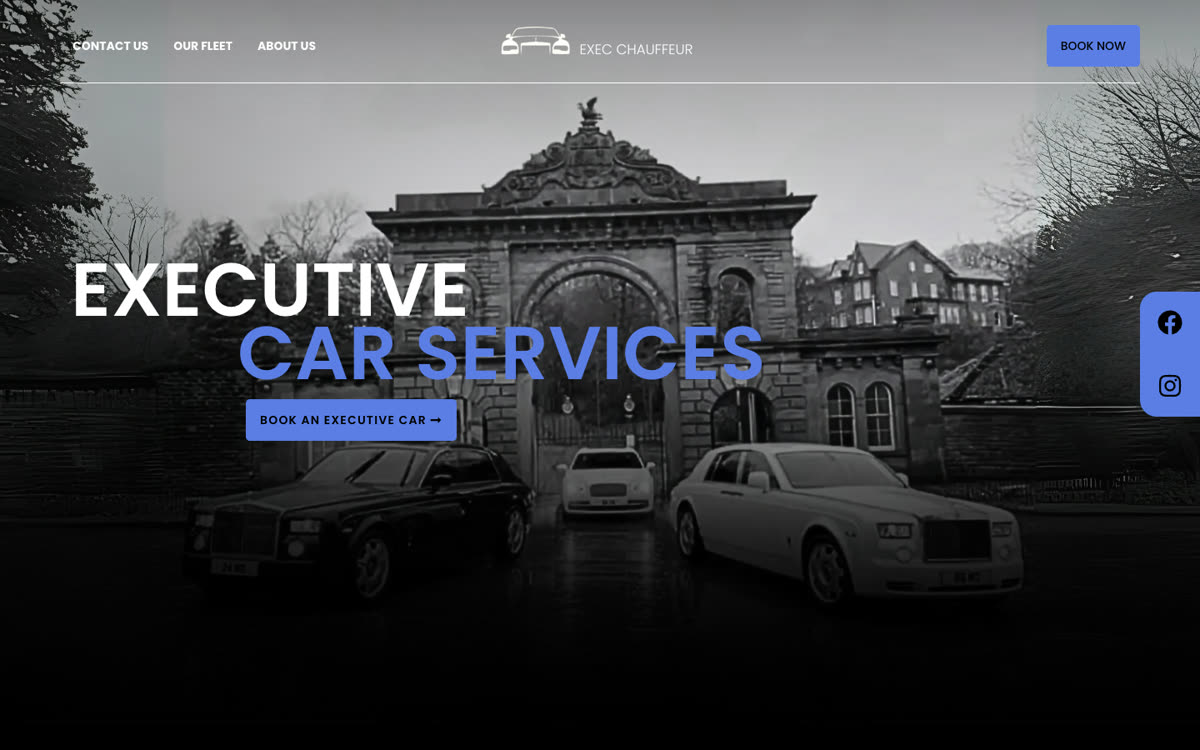 CONTACT US
OUR FLEET
ABOUT US
EXEC CHAUFFEUR
BOOK NOW
EXECUTIVE
CAR SERVICES
BOOK AN EXECUTIVE CAR